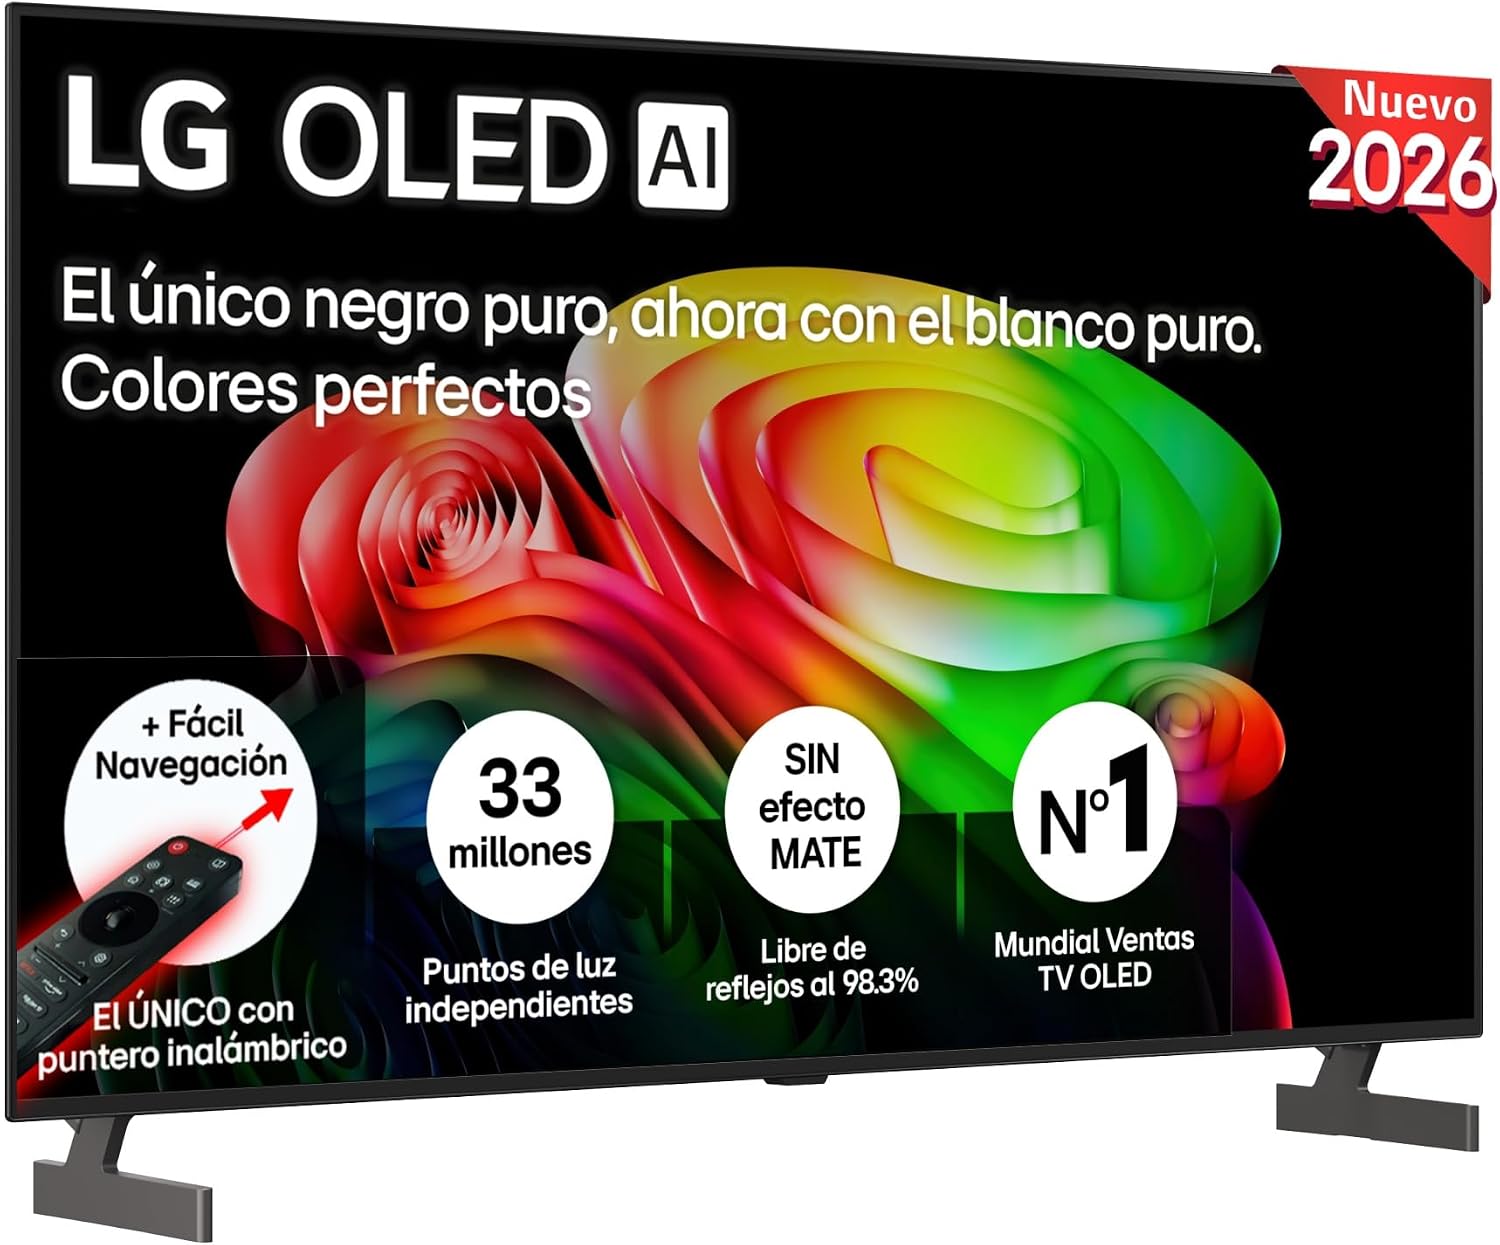 LG OLED AI
Nuevo
2026
El único negro puro, ahora con el blanco puro.
Colores perfectos
+ Fácil
Navegación
El ÚNICO con
puntero inalámbrico
33
millones
Puntos de luz
independientes
SIN
efecto
MATE
Libre de
reflejos al 98.3%
Nº1
Mundial Ventas
TV OLED